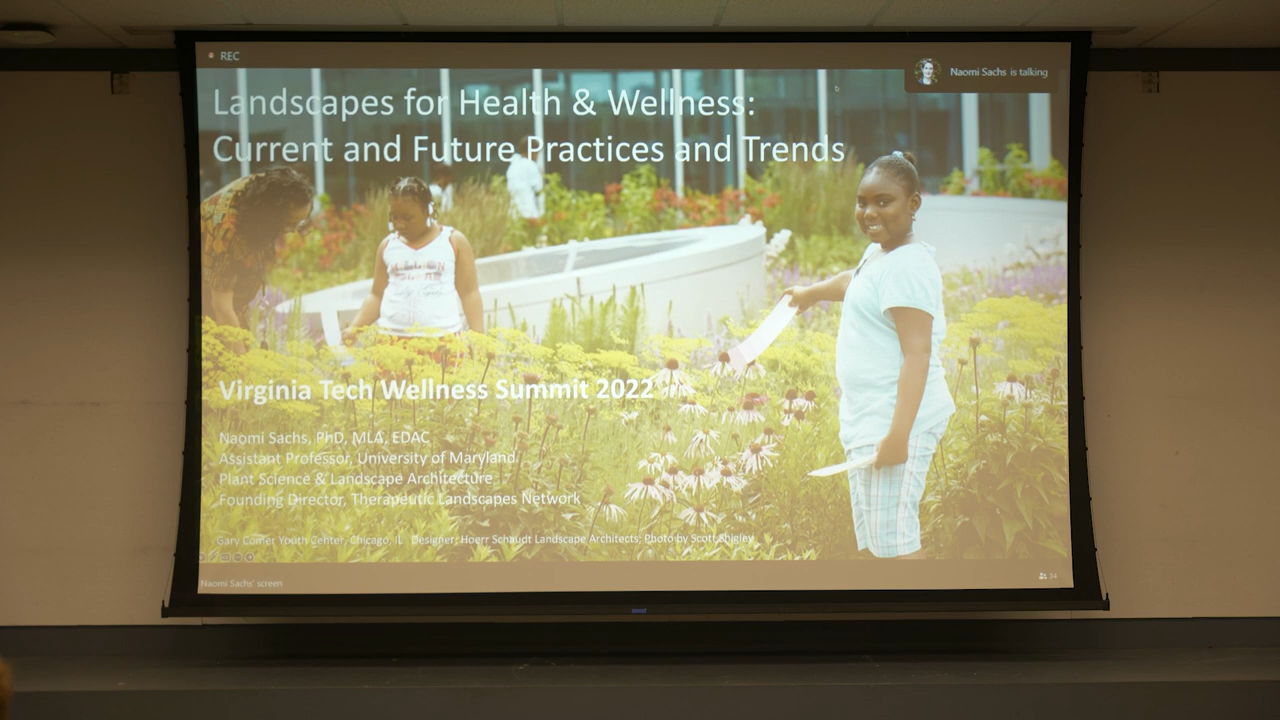 REC
Naomi Sachs is talking
Landscapes for Health & Wellness:
Current and Future Practices and Trends
Virginia Tech Wellness Summit 2022
Naomi Sachs, PhD, MLA, EDAC
Assistant Professor, University of Maryland
Plant Science & Landscape Architecture
Founding Director, Therapeutic Landscapes Network
Gary Comer Youth Center, Chicago, IL Designer: Hoerr Schaudt Landscape Architects; Photo by Scott Shigley
Naomi Sachs' screen
34